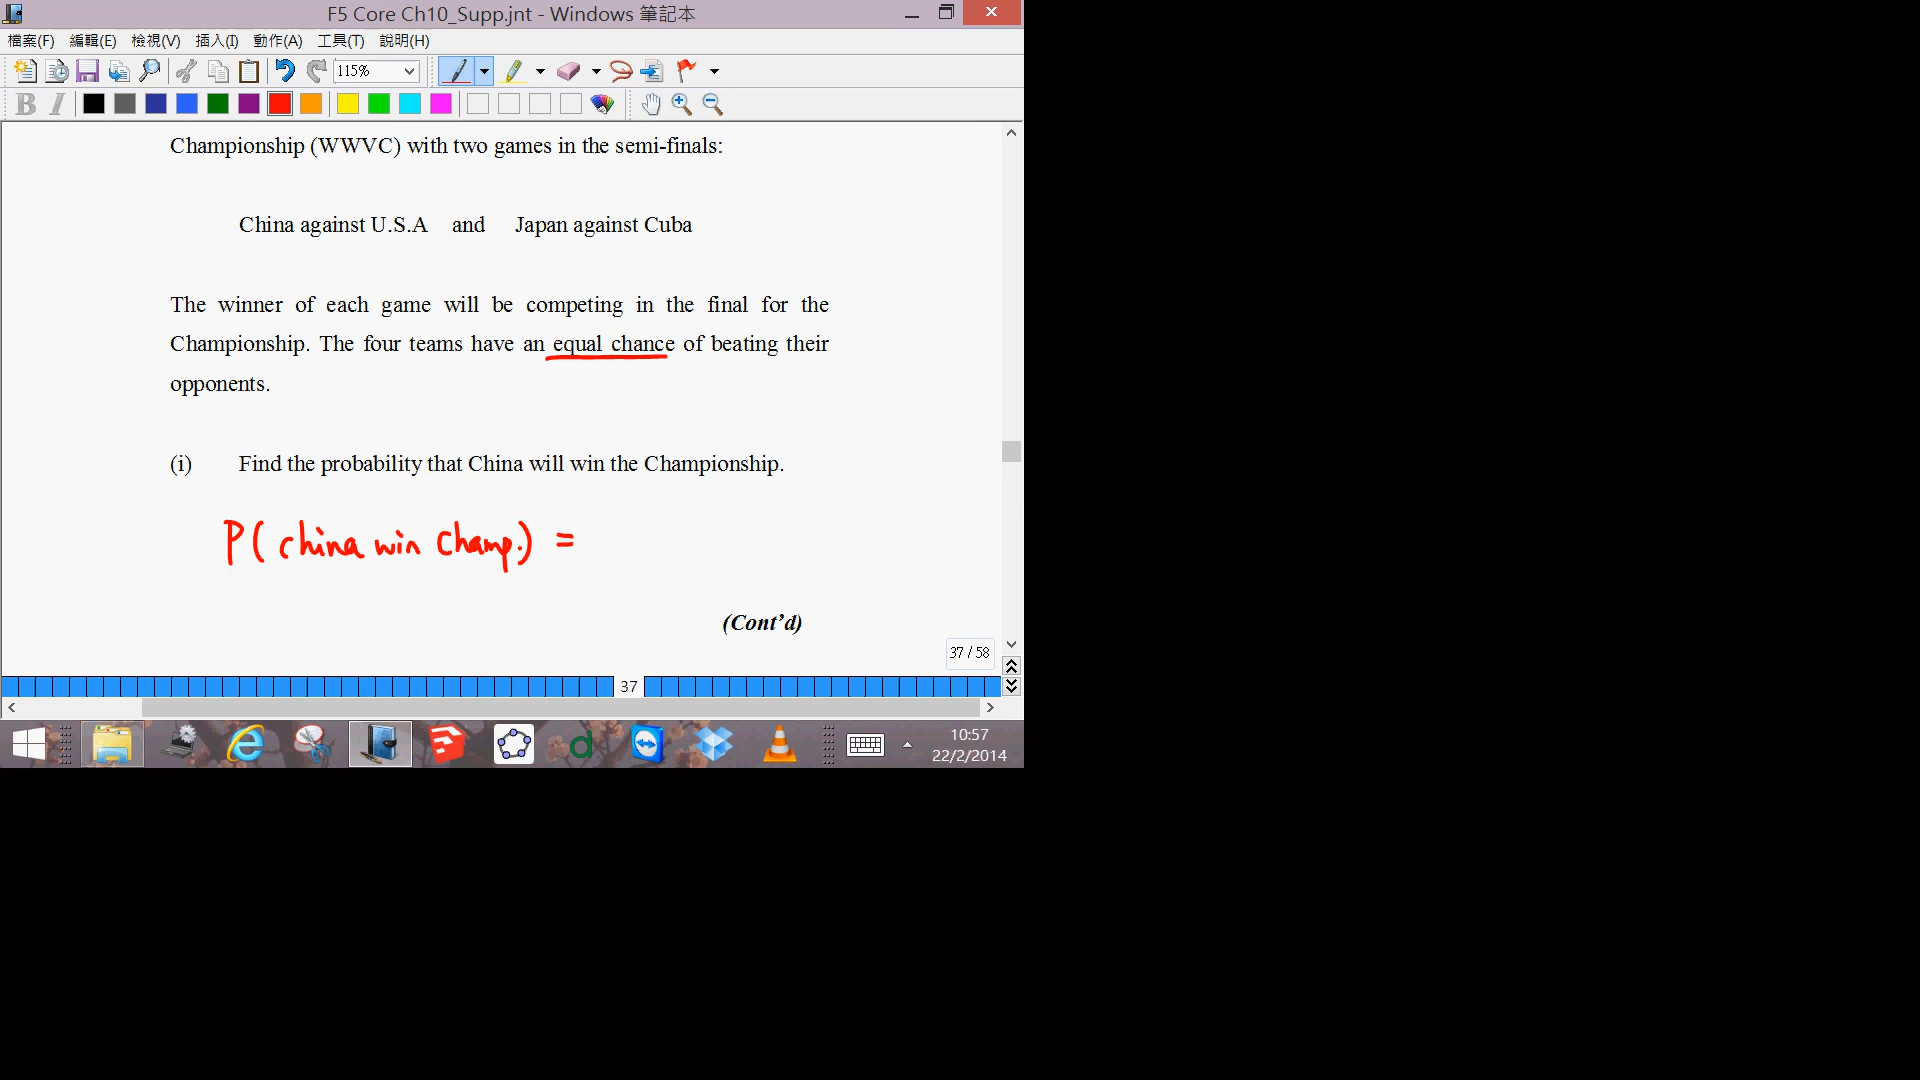 F5 Core Ch10_Supp.jnt - Windows 筆記本
檔案(F) 編輯(E) 檢視(V) 插入(I) 動作(A) 工具(T) 說明(H)
115%
B I
Championship (WWVC) with two games in the semi-finals:
China against U.S.A and Japan against Cuba
The winner of each game will be competing in the final for the
Championship. The four teams have an equal chance of beating their
opponents.
(i) Find the probability that China will win the Championship.
P( china win champ.) =
(Cont’d)
37 / 58
37
10:57
22/2/2014